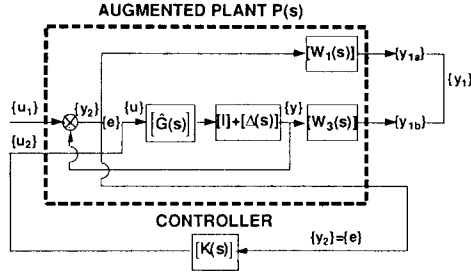 AUGMENTED PLANT P(s)
[W₁(s)]
{y₁ₐ}
{y₁}
{u₁}
{y₂}
{e}
{u}
[Ĝ(s)]
[I]+[Δ(s)]
{y}
[W₃(s)]
{y₁b}
{u₂}
CONTROLLER
{y₂}={e}
[K(s)]